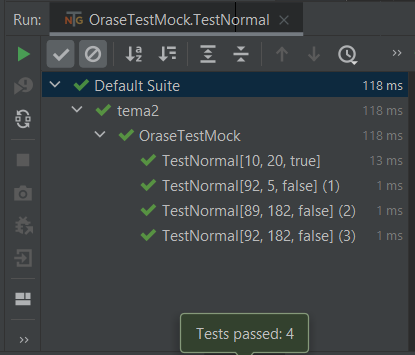 Run: NG OraseTestMock.TestNormal ×
Default Suite 118 ms
tema2 118 ms
OraseTestMock 118 ms
TestNormal[10, 20, true] 13 ms
TestNormal[92, 5, false] (1) 1 ms
TestNormal[89, 182, false] (2) 1 ms
TestNormal[92, 182, false] (3) 1 ms
Tests passed: 4